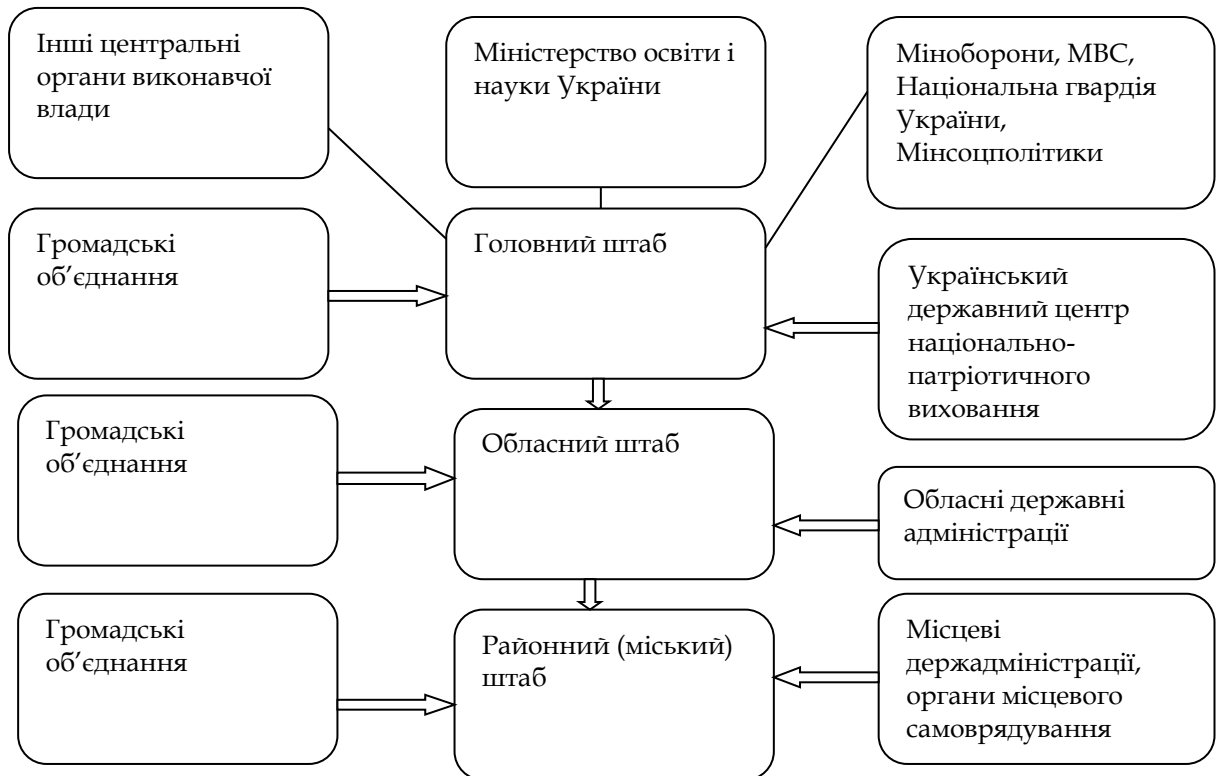 Інші центральні
органи виконавчої
влади
Міністерство освіти і
науки України
Міноборони, МВС,
Національна гвардія
України,
Мінсоцполітики
Громадські
об’єднання
Головний штаб
Український
державний центр
національно-
патріотичного
виховання
Громадські
об’єднання
Обласний штаб
Обласні державні
адміністрації
Громадські
об’єднання
Районний (міський)
штаб
Місцеві
держадміністрації,
органи місцевого
самоврядування